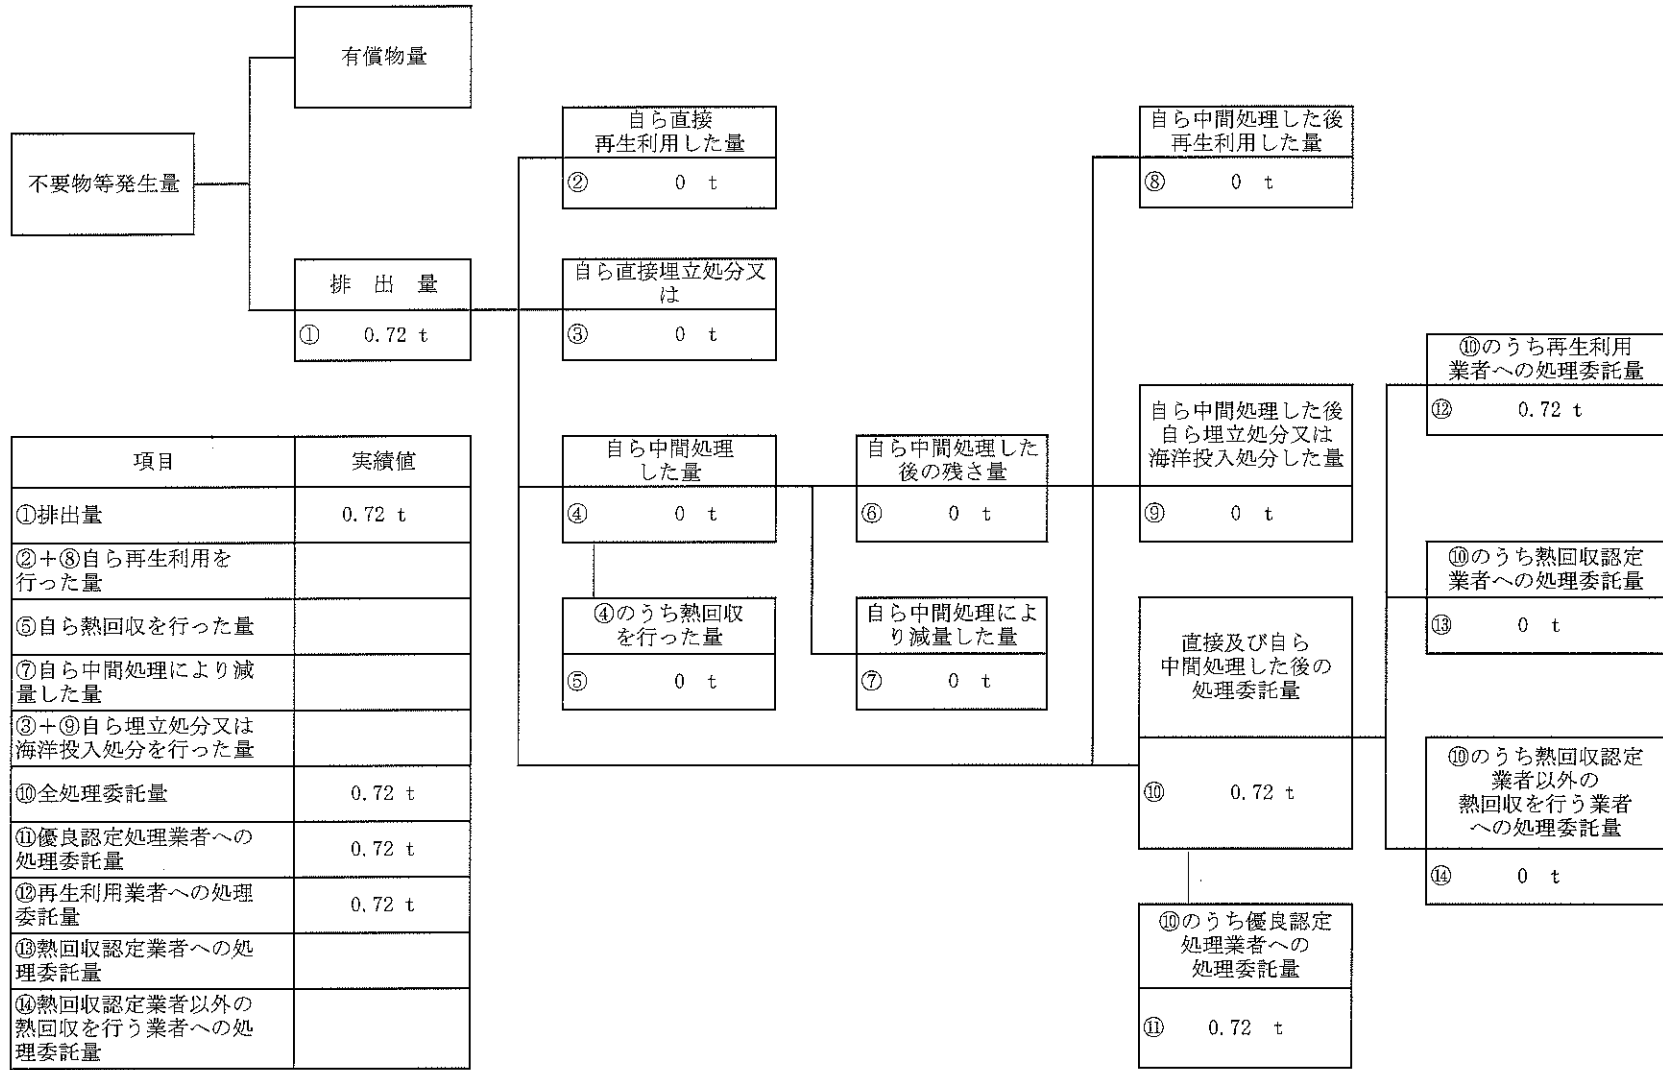 有償物量
不要物等発生量
排　出　量
① 0.72 t
自ら直接
再生利用した量
② 0 t
自ら直接埋立処分又
は
③ 0 t
自ら中間処理
した量
④ 0 t
④のうち熱回収
を行った量
⑤ 0 t
自ら中間処理した
後の残さ量
⑥ 0 t
自ら中間処理によ
り減量した量
⑦ 0 t
自ら中間処理した後
再生利用した量
⑧ 0 t
自ら中間処理した後
自ら埋立処分又は
海洋投入処分した量
⑨ 0 t
直接及び自ら
中間処理した後の
処理委託量
⑩ 0.72 t
⑩のうち優良認定
処理業者への
処理委託量
⑪ 0.72 t
⑩のうち再生利用
業者への処理委託量
⑫ 0.72 t
⑩のうち熱回収認定
業者への処理委託量
⑬ 0 t
⑩のうち熱回収認定
業者以外の
熱回収を行う業者
への処理委託量
⑭ 0 t
項目 実績値
①排出量 0.72 t
②＋⑧自ら再生利用を
行った量
⑤自ら熱回収を行った量
⑦自ら中間処理により減
量した量
③＋⑨自ら埋立処分又は
海洋投入処分を行った量
⑩全処理委託量 0.72 t
⑪優良認定処理業者への
処理委託量 0.72 t
⑫再生利用業者への処理
委託量 0.72 t
⑬熱回収認定業者への処
理委託量
⑭熱回収認定業者以外の
熱回収を行う業者への処
理委託量